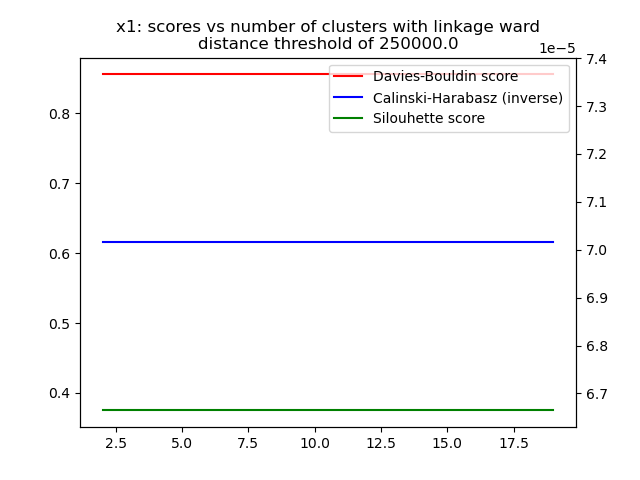 x1: scores vs number of clusters with linkage ward
distance threshold of 250000.0
1e−5
Davies-Bouldin score
Calinski-Harabasz (inverse)
Silouhette score
0.8
0.7
0.6
0.5
0.4
7.4
7.3
7.2
7.1
7.0
6.9
6.8
6.7
2.5 5.0 7.5 10.0 12.5 15.0 17.5